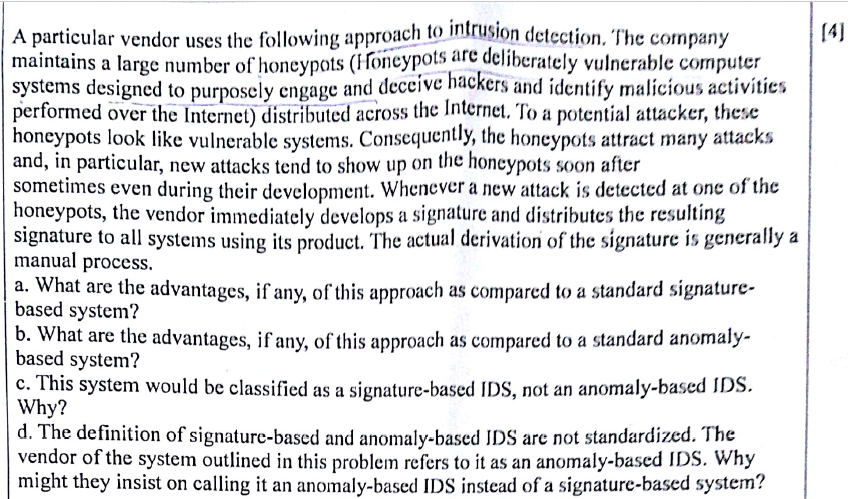 A particular vendor uses the following approach to intrusion detection. The company [4]
maintains a large number of honeypots (Honeypots are deliberately vulnerable computer
systems designed to purposely engage and deceive hackers and identify malicious activities
performed over the Internet) distributed across the Internet. To a potential attacker, these
honeypots look like vulnerable systems. Consequently, the honeypots attract many attacks
and, in particular, new attacks tend to show up on the honeypots soon after
sometimes even during their development. Whenever a new attack is detected at one of the
honeypots, the vendor immediately develops a signature and distributes the resulting
signature to all systems using its product. The actual derivation of the signature is generally a
manual process.
a. What are the advantages, if any, of this approach as compared to a standard signature-
based system?
b. What are the advantages, if any, of this approach as compared to a standard anomaly-
based system?
c. This system would be classified as a signature-based IDS, not an anomaly-based IDS.
Why?
d. The definition of signature-based and anomaly-based IDS are not standardized. The
vendor of the system outlined in this problem refers to it as an anomaly-based IDS. Why
might they insist on calling it an anomaly-based IDS instead of a signature-based system?